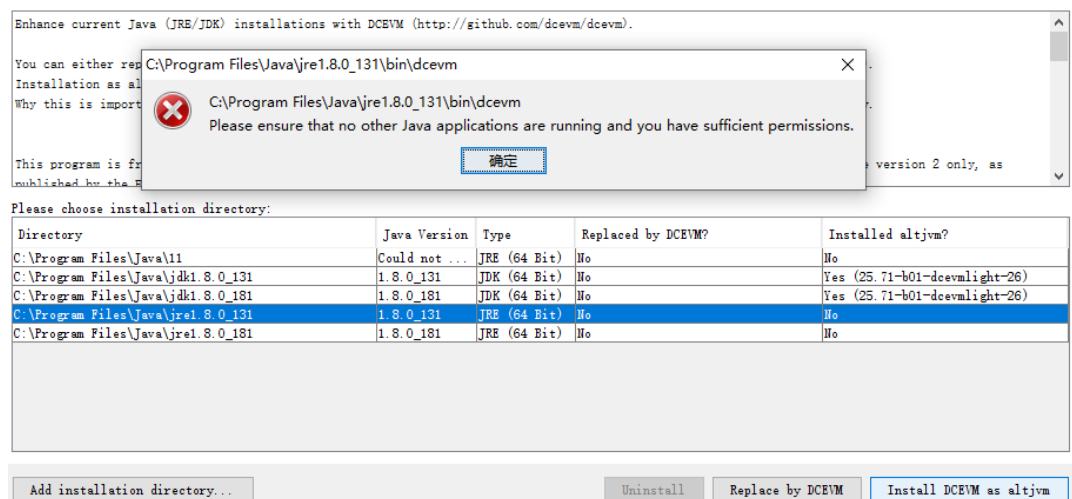 Enhance current Java (JRE/JDK) installations with DCEVM (http://github.com/dcevm/dcevm).
You can either rep
C:\Program Files\Java\jre1.8.0_131\bin\dcevm
Installation as al
Why this is import
C:\Program Files\Java\jre1.8.0_131\bin\dcevm
Please ensure that no other Java applications are running and you have sufficient permissions.
确定
This program is fr
version 2 only, as
published by the
Please choose installation directory:
Directory Java Version Type Replaced by DCEVM? Installed altjvm?
C:\Program Files\Java\11 Could not ... JRE (64 Bit) No No
C:\Program Files\Java\jdk1.8.0_131 1.8.0_131 JDK (64 Bit) No Yes (25.71-b01-dcevmlight-26)
C:\Program Files\Java\jdk1.8.0_181 1.8.0_181 JDK (64 Bit) No Yes (25.71-b01-dcevmlight-26)
C:\Program Files\Java\jre1.8.0_131 1.8.0_131 JRE (64 Bit) No No
C:\Program Files\Java\jre1.8.0_181 1.8.0_181 JRE (64 Bit) No No
Add installation directory... Uninstall Replace by DCEVM Install DCEVM as altjvm